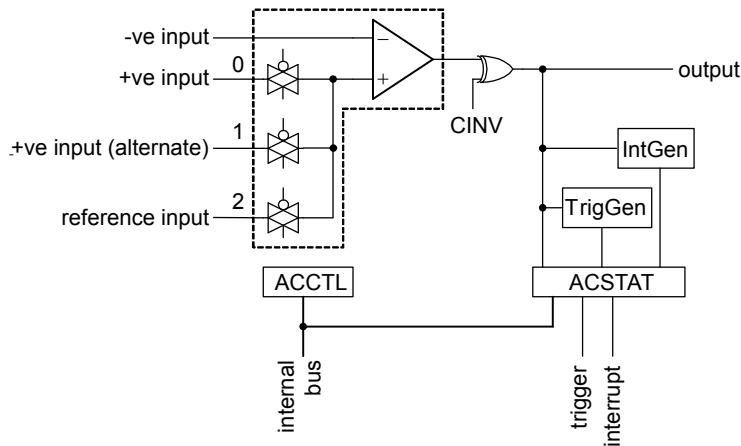 -ve input
−
+ve input
0
+
output
CINV
+ve input (alternate)
1
IntGen
reference input
2
TrigGen
ACCTL
ACSTAT
internal
bus
trigger
interrupt